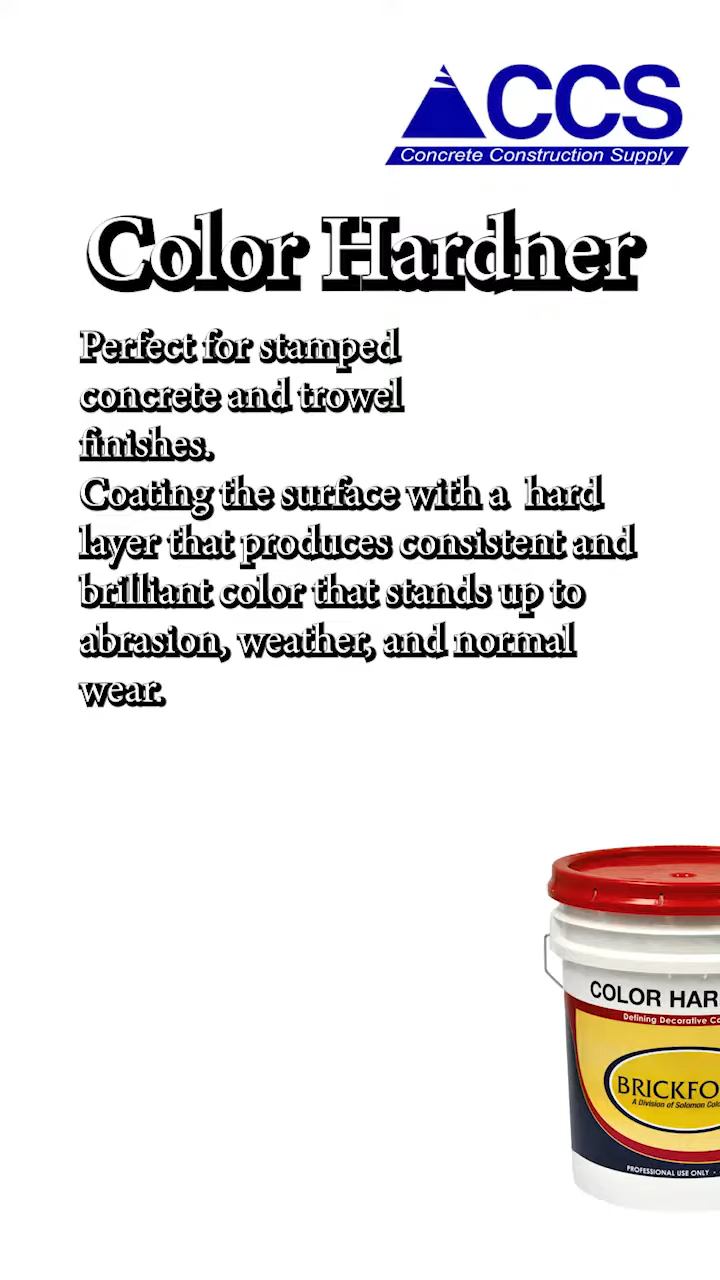 CCS
Concrete Construction Supply
Color Hardner
Perfect for stamped
concrete and trowel
finishes.
Coating the surface with a hard
layer that produces consistent and
brilliant color that stands up to
abrasion, weather, and normal
wear.
COLOR HAR
Defining Decorative Co
BRICKFO
A Division of Solomon Colo
PROFESSIONAL USE ONLY •